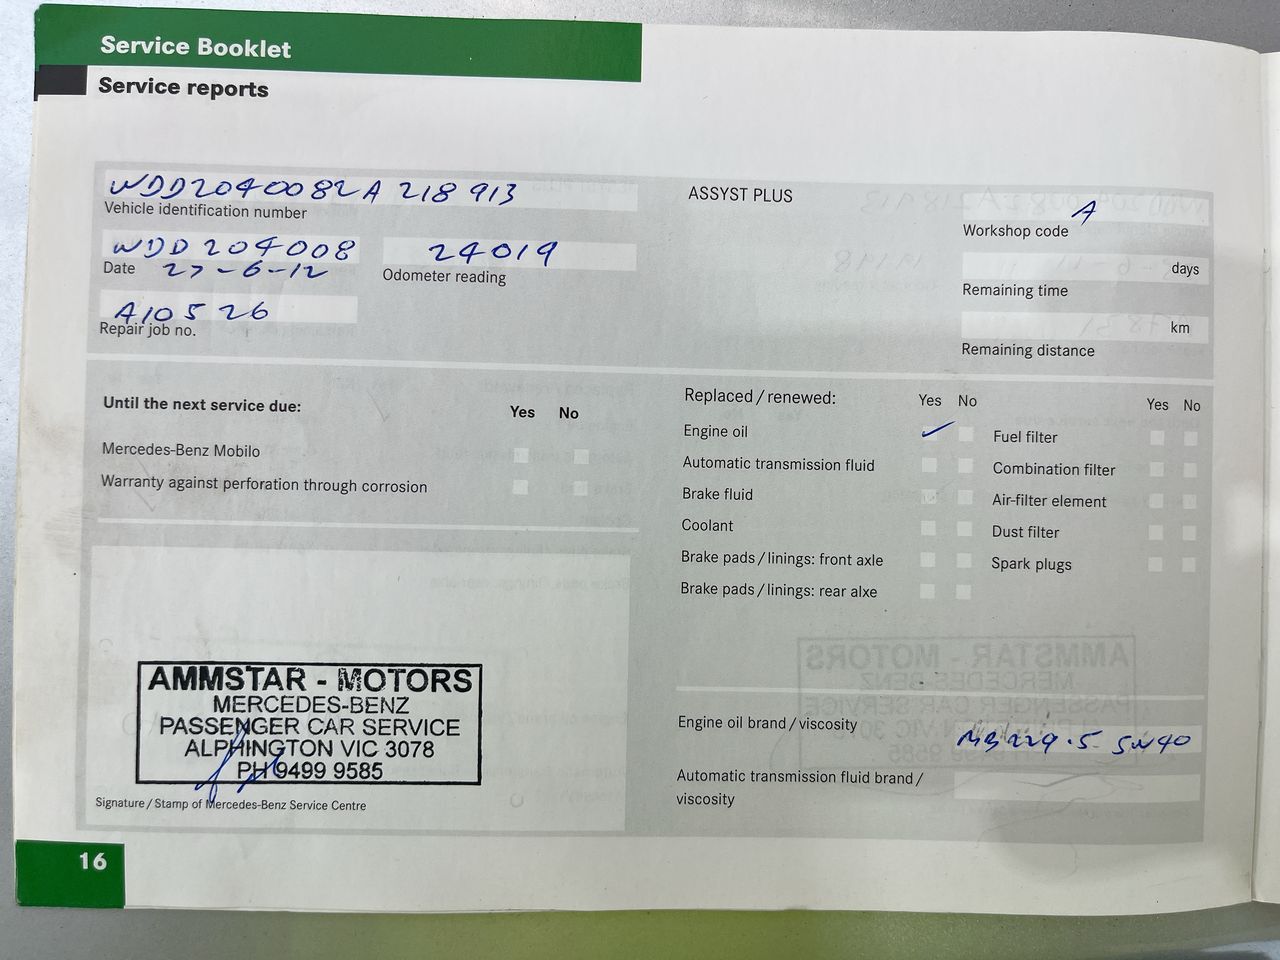 Service Booklet
Service reports
WDD2040082A 218 913
Vehicle identification number
WDD204008
Date 27-6-12
24019
Odometer reading
A10526
Repair job no.
ASSYST PLUS
A
Workshop code
days
Remaining time
km
Remaining distance
Until the next service due: Yes No
Mercedes-Benz Mobilo
Warranty against perforation through corrosion
Replaced / renewed: Yes No
Engine oil
Automatic transmission fluid
Brake fluid
Coolant
Brake pads / linings: front axle
Brake pads / linings: rear alxe
Yes No
Fuel filter
Combination filter
Air-filter element
Dust filter
Spark plugs
AMMSTAR - MOTORS
MERCEDES-BENZ
PASSENGER CAR SERVICE
ALPHINGTON VIC 3078
PH 9499 9585
Signature / Stamp of Mercedes-Benz Service Centre
Engine oil brand / viscosity MB229.5 5W40
Automatic transmission fluid brand /
viscosity
16